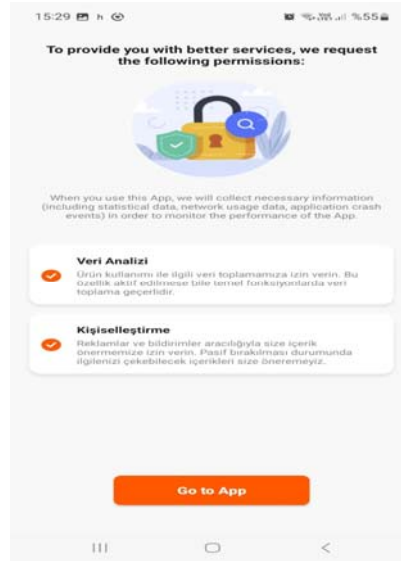 15:29 h %55
To provide you with better services, we request
the following permissions:
When you use this App, we will collect necessary information
(including statistical data, network usage data, application crash
events) in order to monitor the performance of the App.
Veri Analizi
Ürün kullanımı ile ilgili veri toplamamıza izin verin. Bu
özellik aktif edilmese bile temel fonksiyonlarda veri
toplama geçerlidir.
Kişiselleştirme
Reklamlar ve bildirimler aracılığıyla size içerik
önermemize izin verin. Pasif bırakılması durumunda
ilgilenizi çekebilecek içerikleri size öneremeyiz.
Go to App